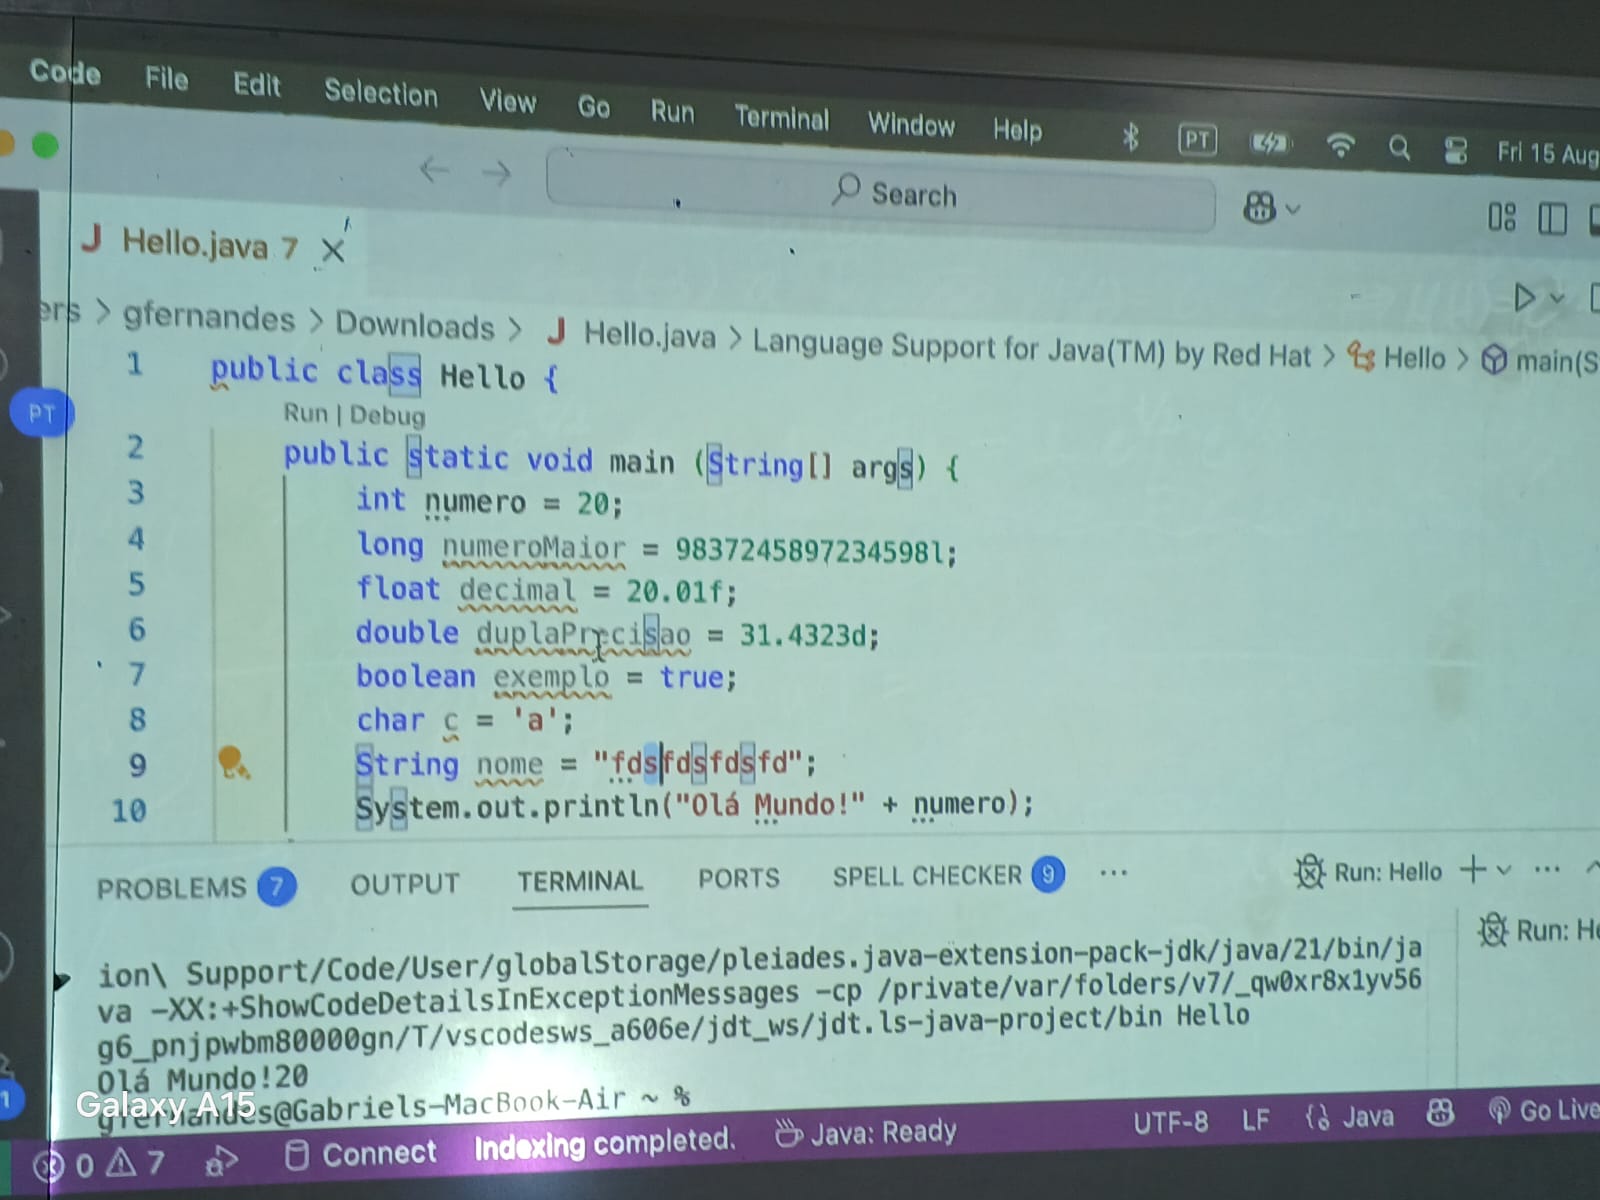 Code File Edit Selection View Go Run Terminal Window Help PT Fri 15 Aug
Search
J Hello.java 7
ers > gfernandes > Downloads > J Hello.java > Language Support for Java(TM) by Red Hat > Hello > main(S
1 public class Hello {
Run | Debug
PT
2 public static void main (String[] args) {
3 int numero = 20;
4 long numeroMaior = 9837245897234598l;
5 float decimal = 20.01f;
6 double duplaPrecisao = 31.4323d;
7 boolean exemplo = true;
8 char c = 'a';
9 String nome = "fdsfdsfdsfd";
10 System.out.println("Olá Mundo!" + numero);
PROBLEMS 7 OUTPUT TERMINAL PORTS SPELL CHECKER 9 ... Run: Hello
Run: He
ion\ Support/Code/User/globalStorage/pleiades.java-extension-pack-jdk/java/21/bin/ja
va -XX:+ShowCodeDetailsInExceptionMessages -cp /private/var/folders/v7/_qw0xr8x1yv56
g6_pnjpwbm80000gn/T/vscodesws_a606e/jdt_ws/jdt.ls-java-project/bin Hello
Olá Mundo!20
gfernandes@Gabriels-MacBook-Air ~ %
Galaxy A15
1
0 7 Connect Indexing completed. Java: Ready UTF-8 LF Java Go Live